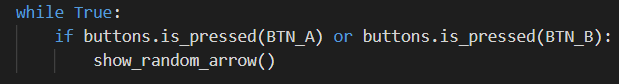 while True:
    if buttons.is_pressed(BTN_A) or buttons.is_pressed(BTN_B):
        show_random_arrow()